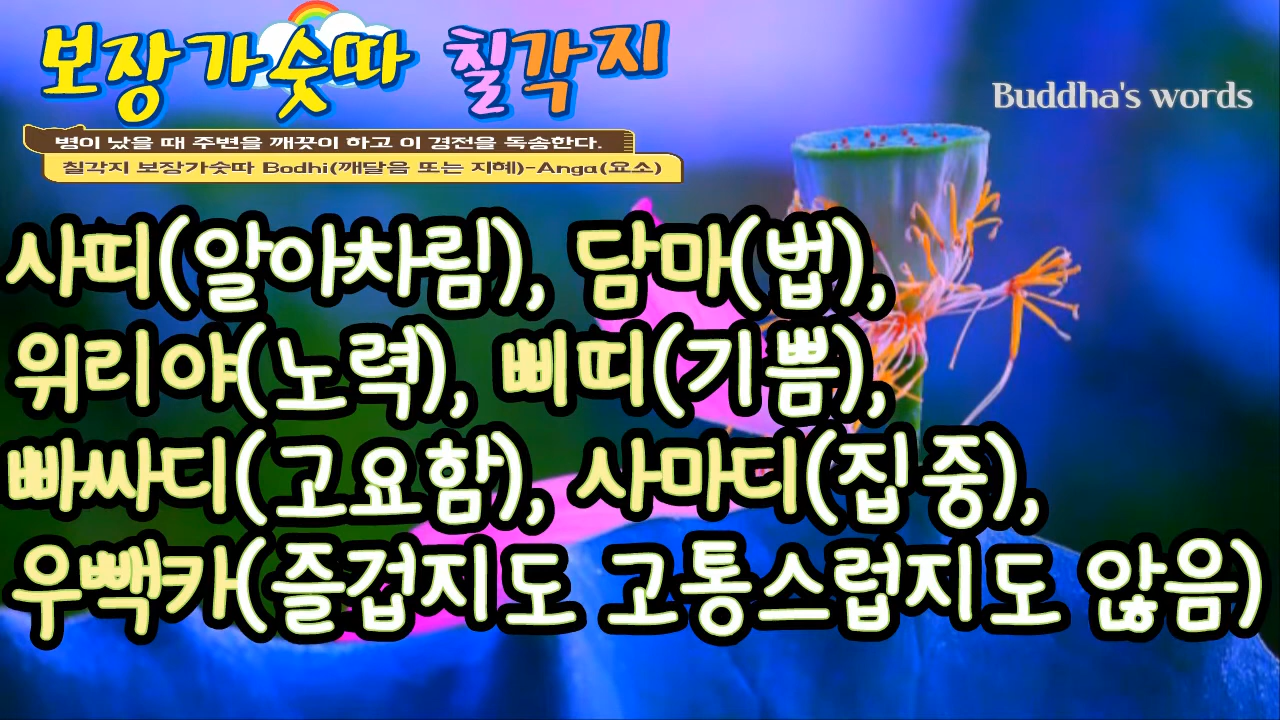 보장가숫따 칠각지
Buddha's words
병이 났을 때 주변을 깨끗이 하고 이 경전을 독송한다.
칠각지 보장가숫따 Bodhi(깨달음 또는 지혜)-Anga(요소)
사띠(알아차림), 담마(법),
위리야(노력), 삐띠(기쁨),
빠싸디(고요함), 사마디(집중),
우빽카(즐겁지도 고통스럽지도 않음)